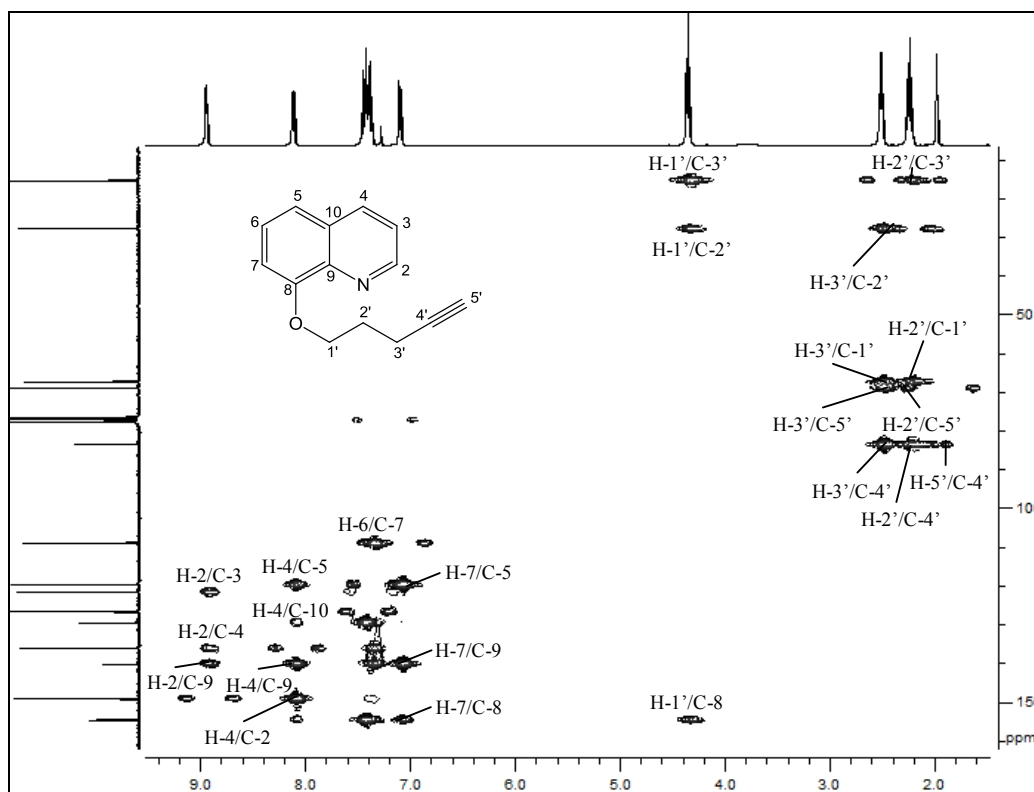 H-1’/C-3’
H-2’/C-3’
H-1’/C-2’
H-3’/C-2’
5
4
6
10
3
7
9
2
8
N
O
2'
4'
5'
1'
3'
50
H-3’/C-1’
H-2’/C-1’
H-3’/C-5’
H-2’/C-5’
H-3’/C-4’
H-5’/C-4’
H-2’/C-4’
100
H-6/C-7
H-2/C-3
H-4/C-5
H-7/C-5
H-4/C-10
H-2/C-4
H-7/C-9
H-2/C-9
H-4/C-9
H-4/C-2
H-7/C-8
H-1’/C-8
150
ppm
9.0 8.0 7.0 6.0 5.0 4.0 3.0 2.0